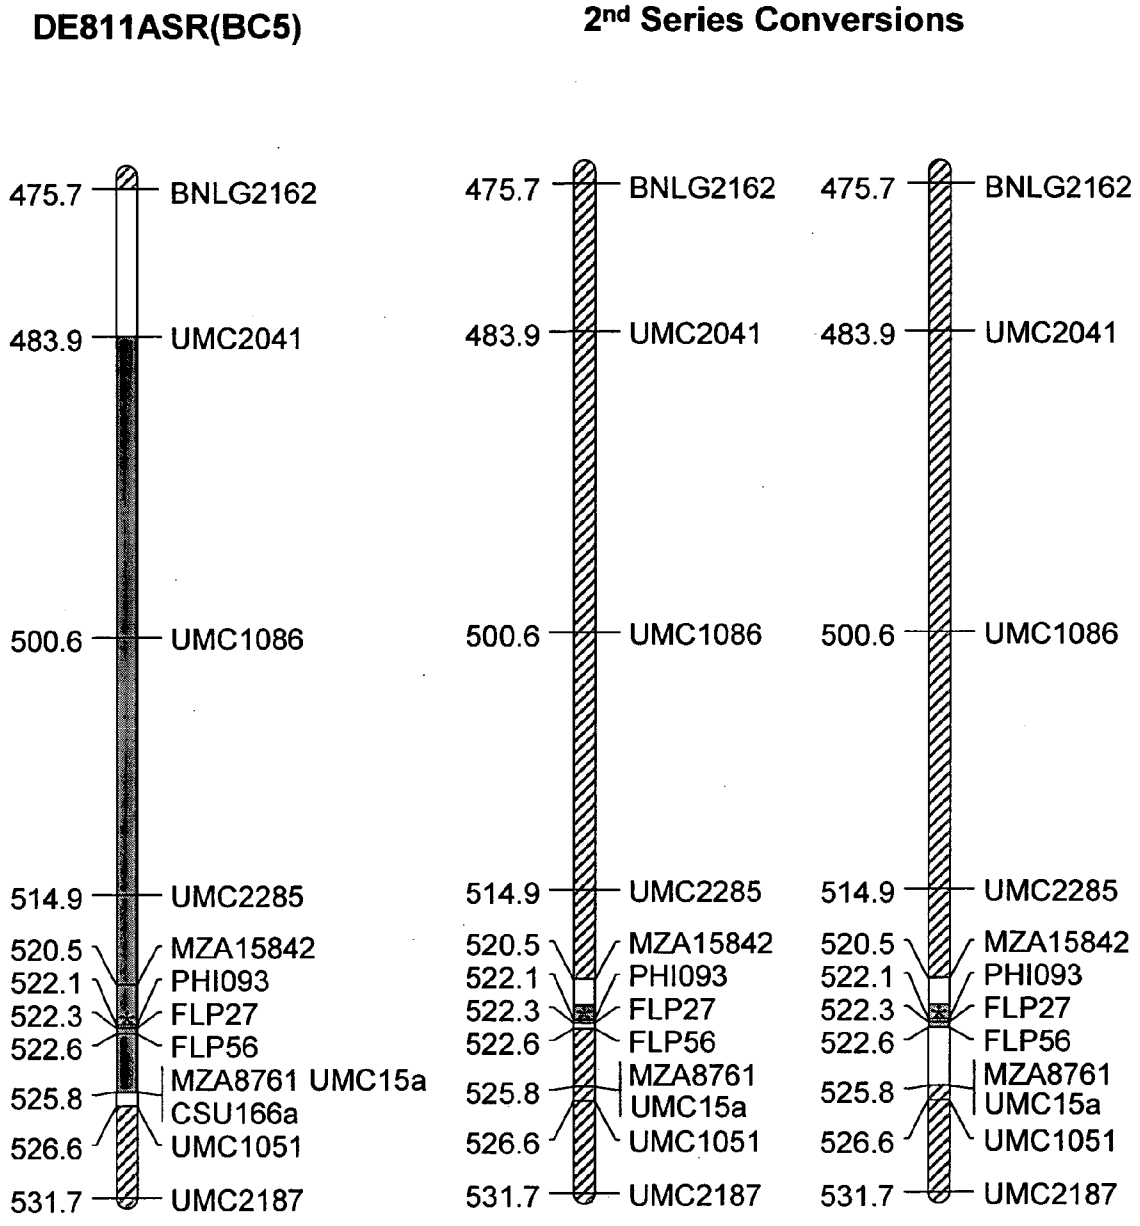 DE811ASR(BC5)
2nd Series Conversions
475.7 BNLG2162
483.9 UMC2041
500.6 UMC1086
514.9 UMC2285
520.5 MZA15842
522.1 PHI093
522.3 FLP27
522.6 FLP56
525.8 MZA8761 UMC15a
CSU166a
526.6 UMC1051
531.7 UMC2187
475.7 BNLG2162
483.9 UMC2041
500.6 UMC1086
514.9 UMC2285
520.5 MZA15842
522.1 PHI093
522.3 FLP27
522.6 FLP56
525.8 MZA8761
UMC15a
526.6 UMC1051
531.7 UMC2187
475.7 BNLG2162
483.9 UMC2041
500.6 UMC1086
514.9 UMC2285
520.5 MZA15842
522.1 PHI093
522.3 FLP27
522.6 FLP56
525.8 MZA8761
UMC15a
526.6 UMC1051
531.7 UMC2187